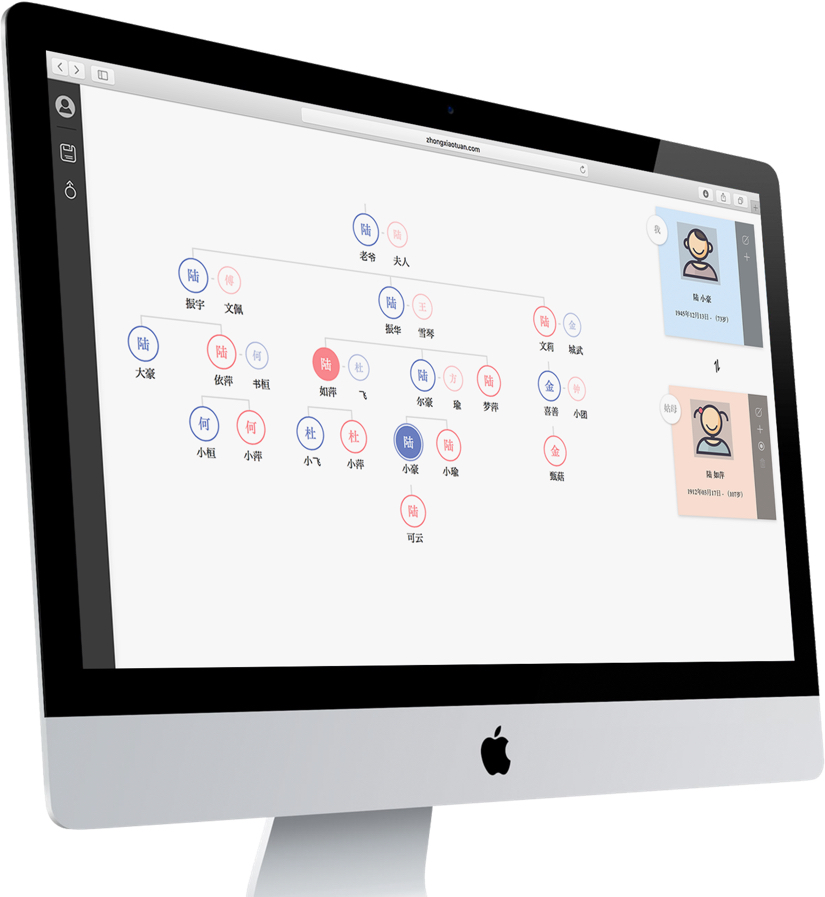 zhongxiaotuan.com
陆 陆
老爷 夫人
陆 傅
振宇 文佩
陆 王
振华 雪琴
陆 金
文莉 城武
陆
大豪
陆 何
依萍 书桓
陆 杜
如萍 飞
陆 方 陆
尔豪 瑜 梦萍
金 钟
喜善 小团
何 何
小桓 小萍
杜 杜
小飞 小萍
陆 陆
小豪 小瑜
金
甄菇
陆
可云
我
陆 小豪
1945年12月13日 - （73岁）
姑母
陆 如萍
1912年05月17日 - （107岁）